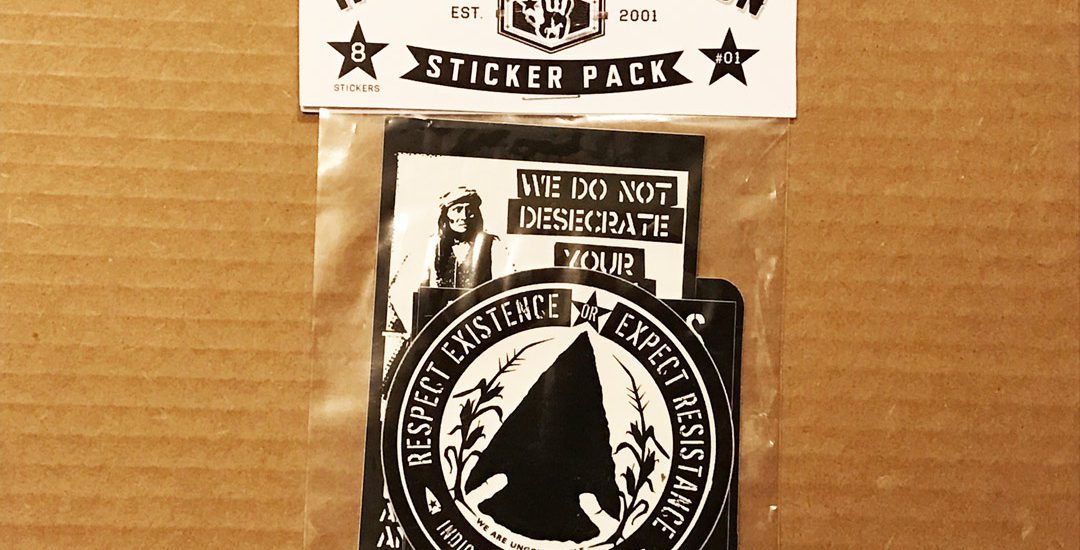 EST.
2001
8
STICKERS
STICKER PACK
#01
WE DO NOT
DESECRATE
YOUR
RESPECT EXISTENCE OR EXPECT RESISTANCE
WE ARE